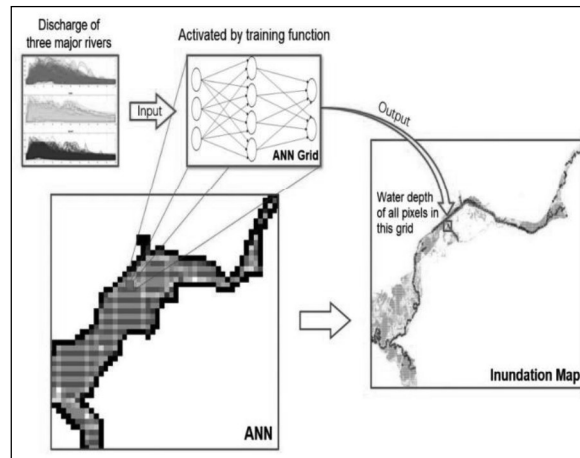 Discharge of
three major rivers
Activated by training function
Input
ANN Grid
Output
Water depth
of all pixels in
this grid
ANN
Inundation Map